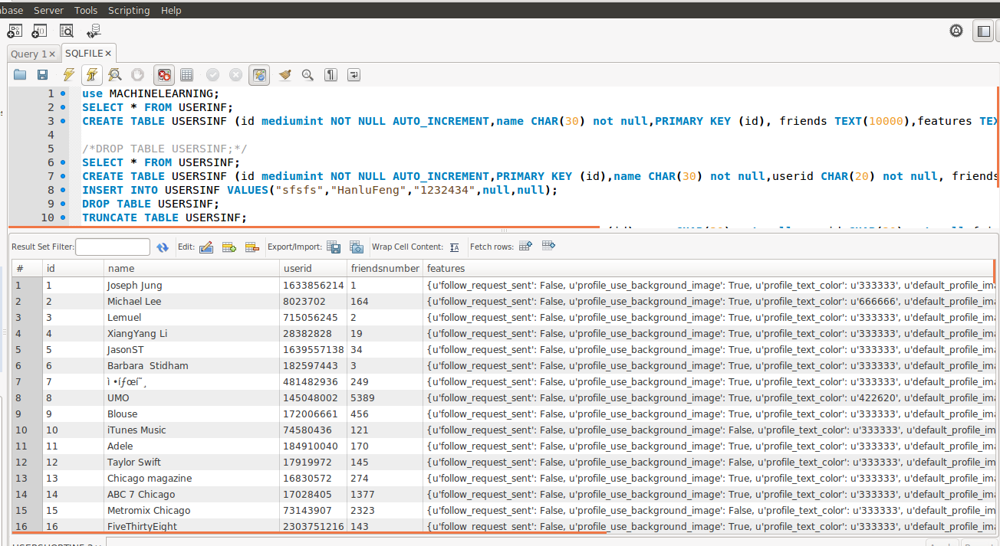 abase Server Tools Scripting Help
Query 1 × SQLFILE ×
1 use MACHINELEARNING;
2 SELECT * FROM USERINF;
3 CREATE TABLE USERSINF (id mediumint NOT NULL AUTO_INCREMENT,name CHAR(30) not null,PRIMARY KEY (id), friends TEXT(10000),features TEX
4
5 /*DROP TABLE USERSINF;*/
6 SELECT * FROM USERSINF;
7 CREATE TABLE USERSINF (id mediumint NOT NULL AUTO_INCREMENT,PRIMARY KEY (id),name CHAR(30) not null,userid CHAR(20) not null, friends
8 INSERT INTO USERSINF VALUES("sfsfs","HanluFeng","1232434",null,null);
9 DROP TABLE USERSINF;
10 TRUNCATE TABLE USERSINF;
Result Set Filter: Edit: Export/Import: Wrap Cell Content: Fetch rows:
# id name userid friendsnumber features
1 1 Joseph Jung 1633856214 1 {u'follow_request_sent': False, u'profile_use_background_image': True, u'profile_text_color': u'333333', u'default_profile_ima
2 2 Michael Lee 8023702 164 {u'follow_request_sent': False, u'profile_use_background_image': True, u'profile_text_color': u'666666', u'default_profile_ima
3 3 Lemuel 715056245 2 {u'follow_request_sent': False, u'profile_use_background_image': True, u'profile_text_color': u'333333', u'default_profile_ima
4 4 XiangYang Li 28382828 19 {u'follow_request_sent': False, u'profile_use_background_image': True, u'profile_text_color': u'333333', u'default_profile_ima
5 5 JasonST 1639557138 34 {u'follow_request_sent': False, u'profile_use_background_image': True, u'profile_text_color': u'333333', u'default_profile_ima
6 6 Barbara  Stidham 182597443 3 {u'follow_request_sent': False, u'profile_use_background_image': True, u'profile_text_color': u'333333', u'default_profile_ima
7 7 481482936 249 {u'follow_request_sent': False, u'profile_use_background_image': True, u'profile_text_color': u'333333', u'default_profile_ima
8 8 UMO 145048002 5389 {u'follow_request_sent': False, u'profile_use_background_image': True, u'profile_text_color': u'422620', u'default_profile_ima
9 9 Blouse 172006661 456 {u'follow_request_sent': False, u'profile_use_background_image': True, u'profile_text_color': u'333333', u'default_profile_ima
10 10 iTunes Music 74580436 121 {u'follow_request_sent': False, u'profile_use_background_image': False, u'profile_text_color': u'333333', u'default_profile_im
11 11 Adele 184910040 170 {u'follow_request_sent': False, u'profile_use_background_image': True, u'profile_text_color': u'333333', u'default_profile_ima
12 12 Taylor Swift 17919972 145 {u'follow_request_sent': False, u'profile_use_background_image': False, u'profile_text_color': u'333333', u'default_profile_im
13 13 Chicago magazine 16830572 274 {u'follow_request_sent': False, u'profile_use_background_image': True, u'profile_text_color': u'333333', u'default_profile_ima
14 14 ABC 7 Chicago 17028405 1377 {u'follow_request_sent': False, u'profile_use_background_image': True, u'profile_text_color': u'333333', u'default_profile_ima
15 15 Metromix Chicago 73143907 2323 {u'follow_request_sent': False, u'profile_use_background_image': False, u'profile_text_color': u'333333', u'default_profile_im
16 16 FiveThirtyEight 2303751216 143 {u'follow_request_sent': False, u'profile_use_background_image': True, u'profile_text_color': u'333333', u'default_profile_ima